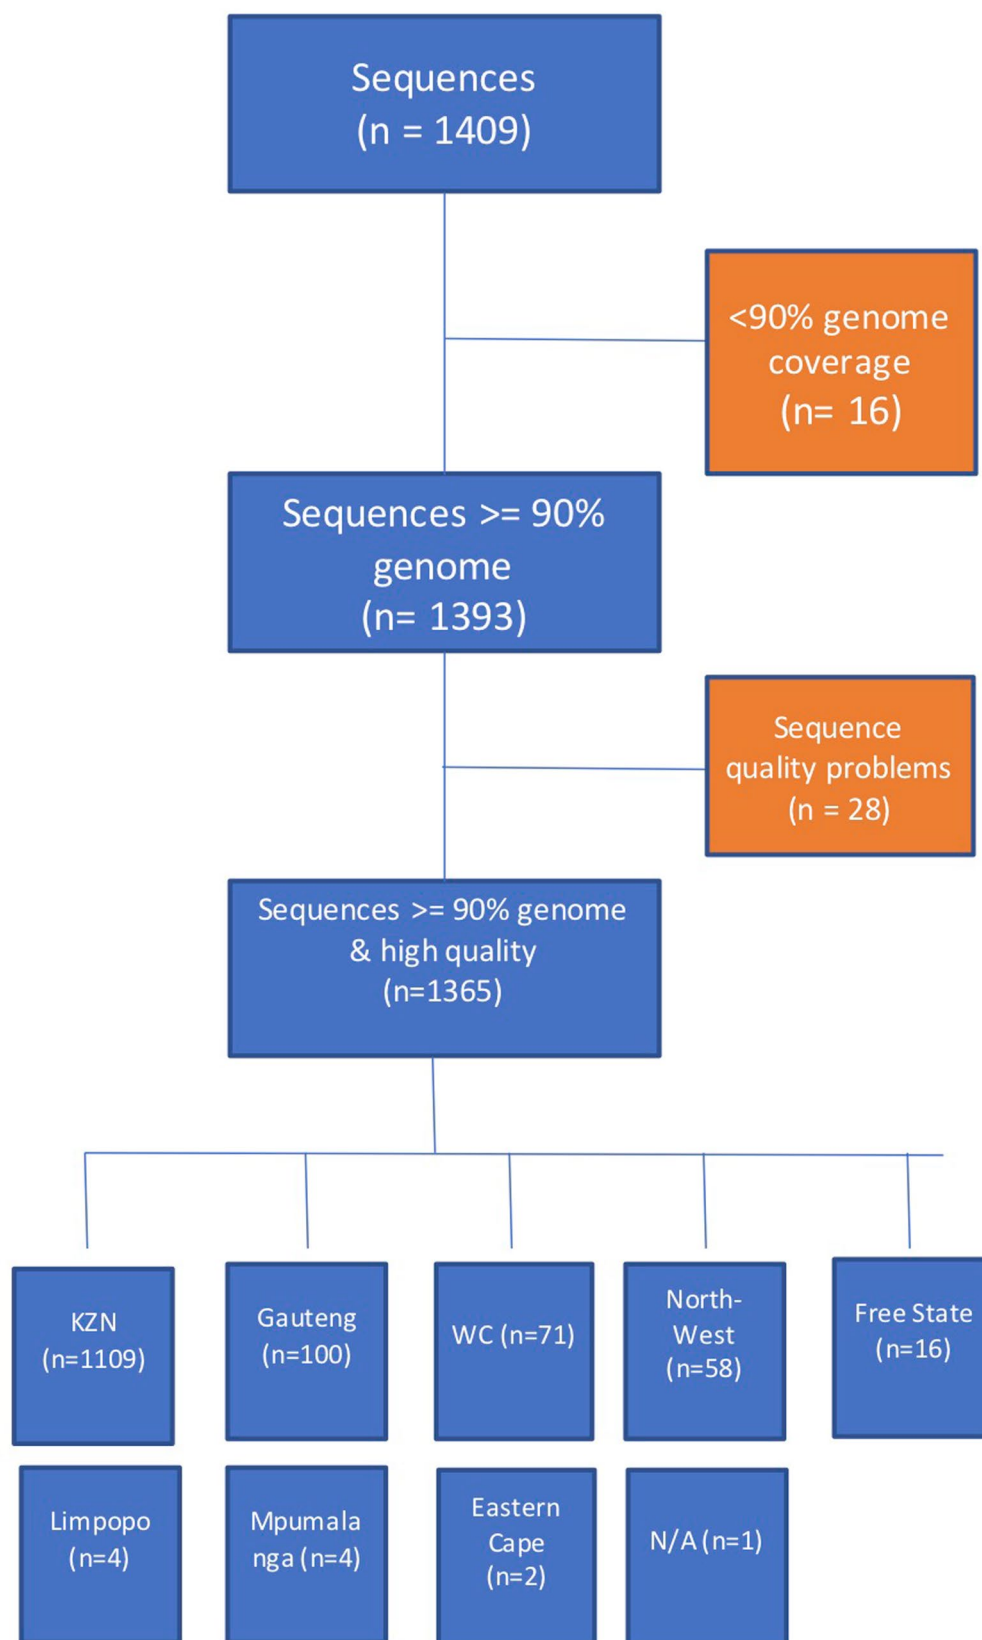 Sequences
(n = 1409)
<90% genome
coverage
(n= 16)
Sequences >= 90%
genome
(n= 1393)
Sequence
quality problems
(n = 28)
Sequences >= 90% genome
& high quality
(n=1365)
KZN
(n=1109)
Gauteng
(n=100)
WC (n=71)
North-
West
(n=58)
Free State
(n=16)
Limpopo
(n=4)
Mpumala
nga (n=4)
Eastern
Cape
(n=2)
N/A (n=1)